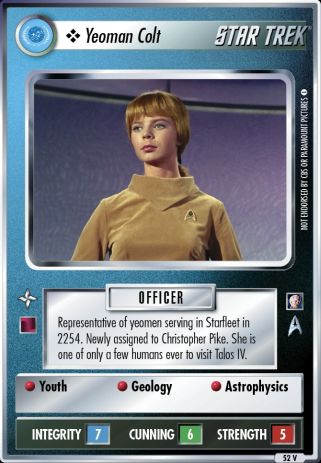 ❖ Yeoman Colt
STAR TREK
NOT ENDORSED BY CBS OR PARAMOUNT PICTURES
OFFICER
Representative of yeomen serving in Starfleet in
2254. Newly assigned to Christopher Pike. She is
one of only a few humans ever to visit Talos IV.
Youth
Geology
Astrophysics
INTEGRITY 7
CUNNING 6
STRENGTH 5
52 V